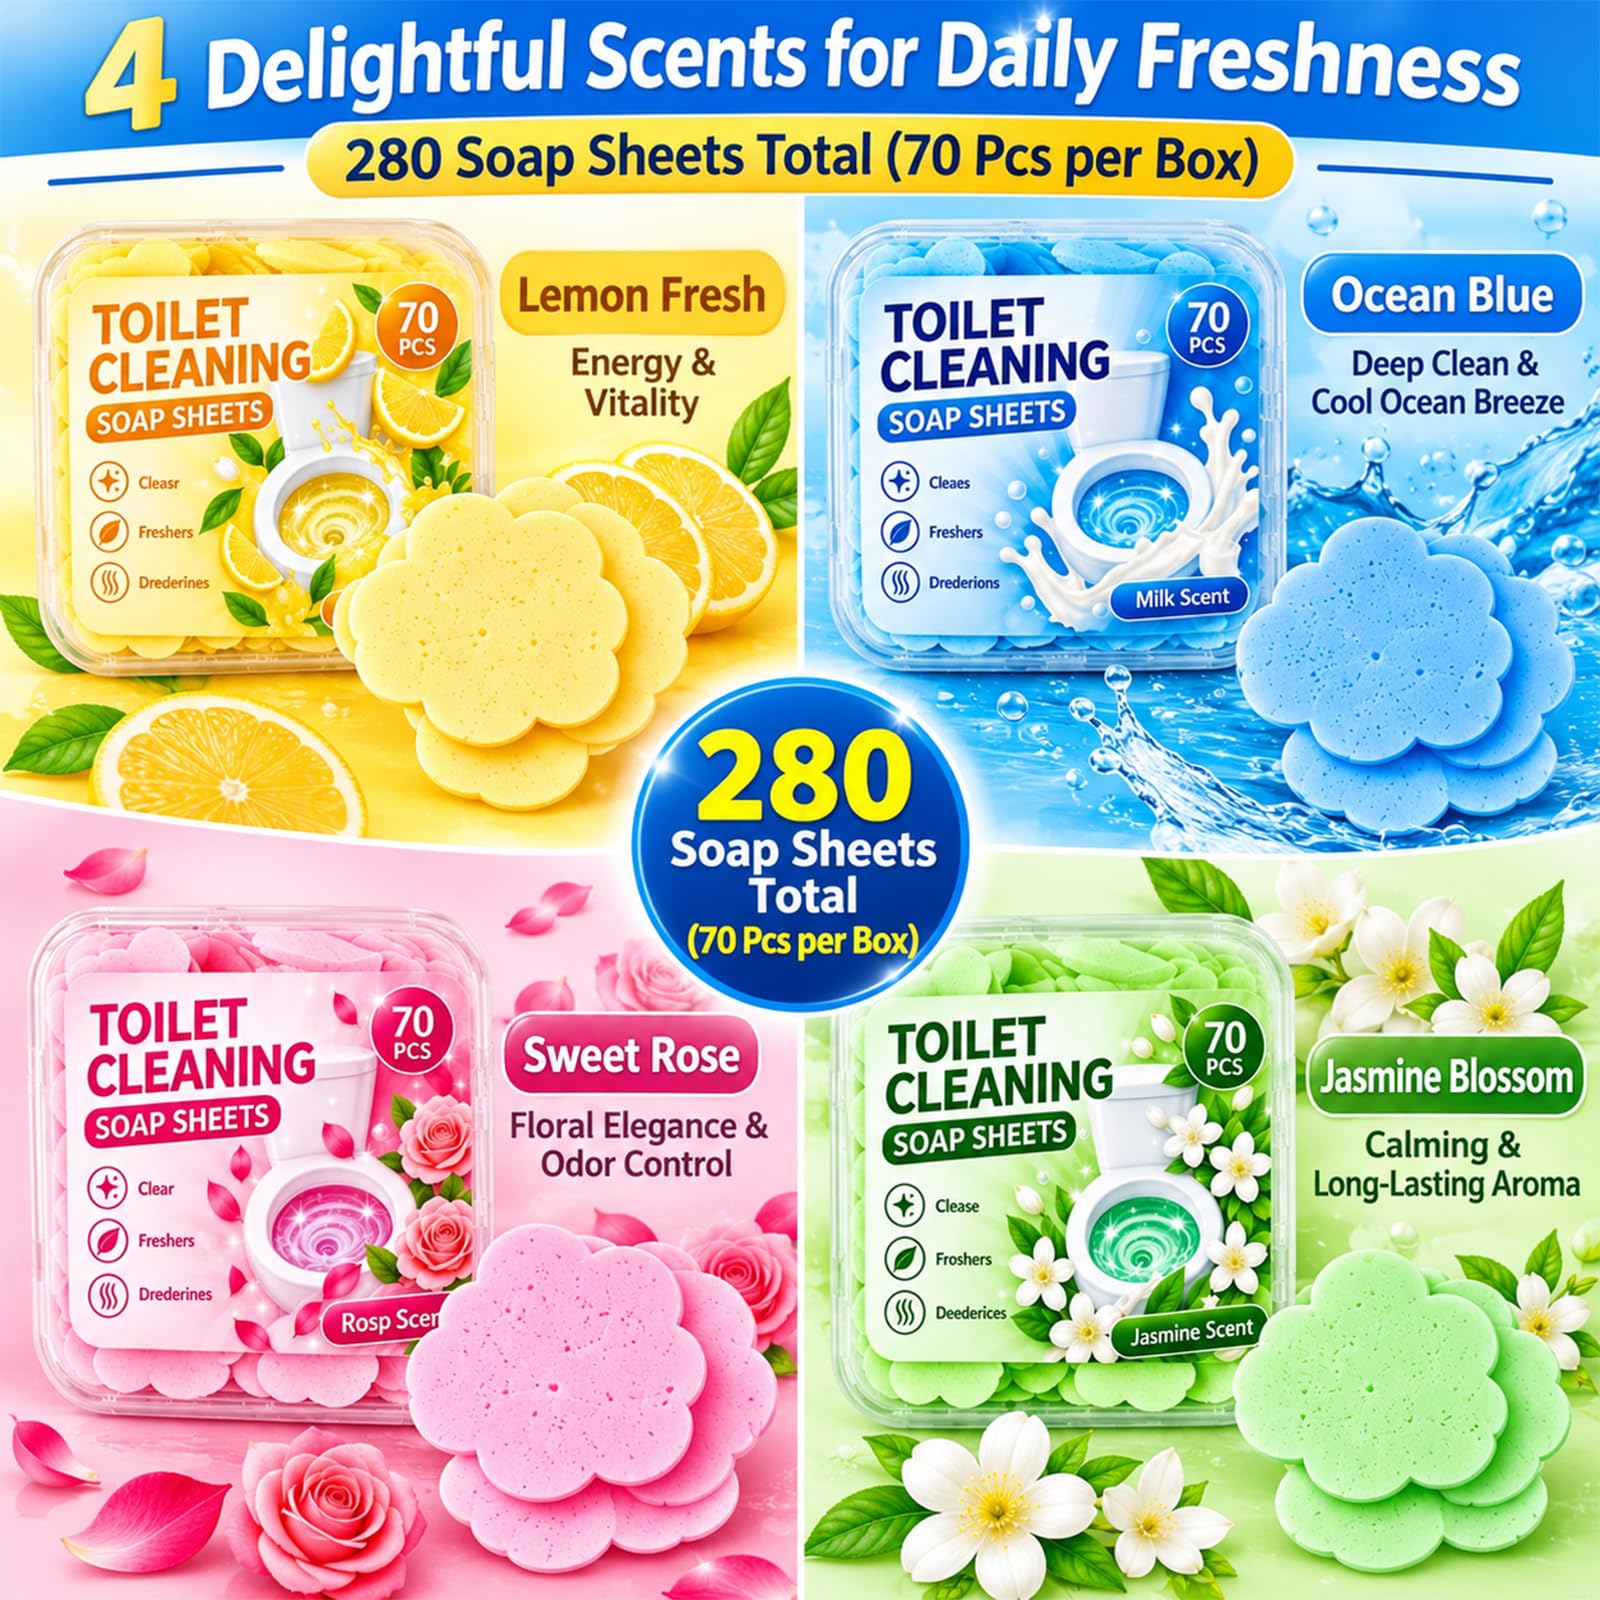 4 Delightful Scents for Daily Freshness
280 Soap Sheets Total (70 Pcs per Box)
TOILET
CLEANING
SOAP SHEETS
70
PCS
Cleasr
Freshers
Drederines
Lemon Fresh
Energy &
Vitality
TOILET
CLEANING
SOAP SHEETS
70
PCS
Cleaes
Freshers
Drederions
Milk Scent
Ocean Blue
Deep Clean &
Cool Ocean Breeze
280
Soap Sheets
Total
(70 Pcs per Box)
TOILET
CLEANING
SOAP SHEETS
70
PCS
Clear
Freshers
Drederines
Rosp Scen
Sweet Rose
Floral Elegance &
Odor Control
TOILET
CLEANING
SOAP SHEETS
70
PCS
Clease
Froshers
Deederices
Jasmine Scent
Jasmine Blossom
Calming &
Long-Lasting Aroma